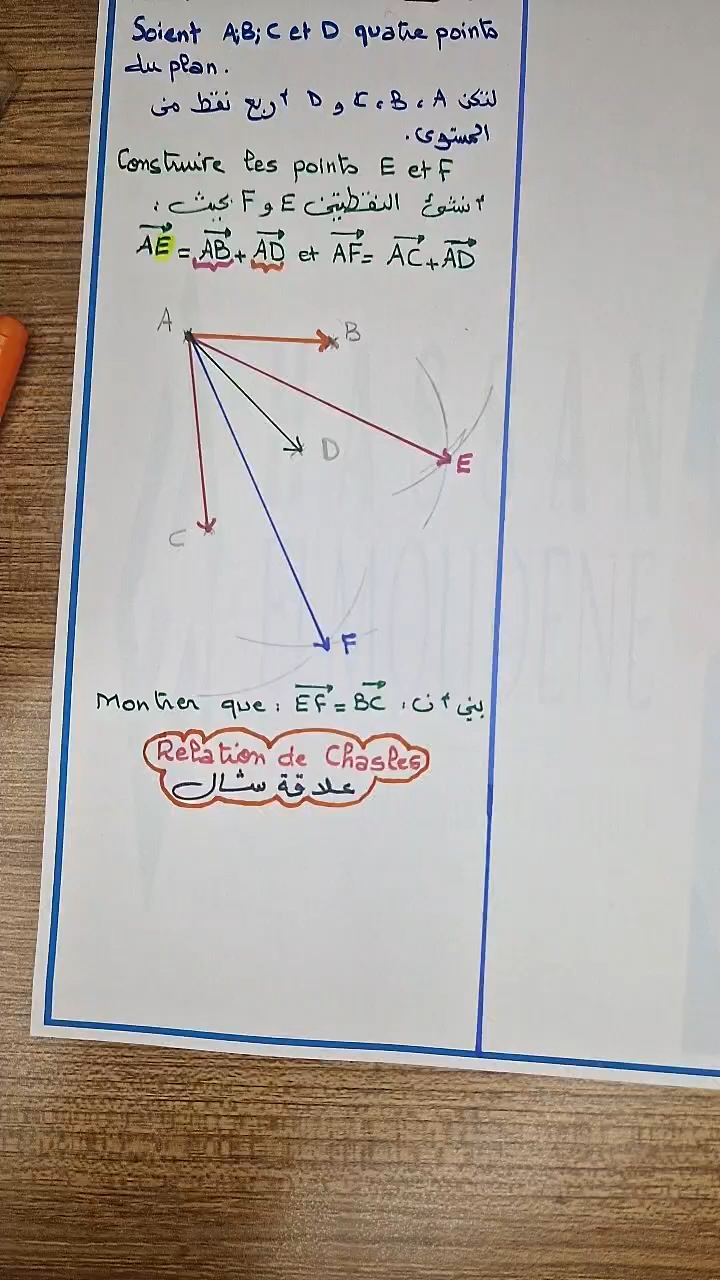 Soient A;B;C et D quatre points
du plan.
لتكن A ، B ، C و D أربع نقط من
المستوى.
Construire les points E et F
أنشئ النقطتين E و F بحيث :
AE = AB + AD et AF = AC + AD
A
B
D
E
C
F
Montrer que : EF = BC بين أن :
Relation de Chasles
علاقة شال